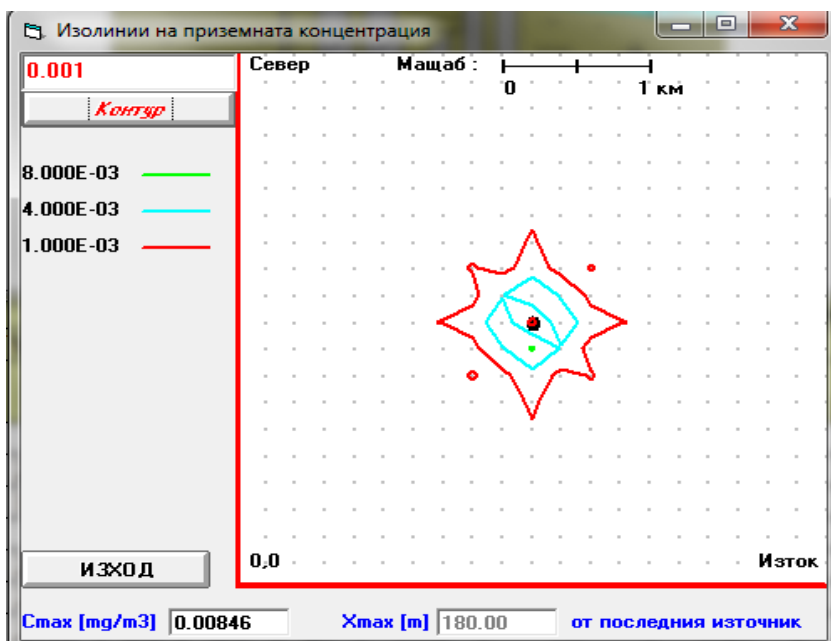 Изолинии на приземната концентрация
0.001
Контур
8.000E-03
4.000E-03
1.000E-03
Север
Мащаб :
0
1 км
0,0
Изток
ИЗХОД
Cmax [mg/m3] 0.00846 Xmax [m] 180.00 от последния източник